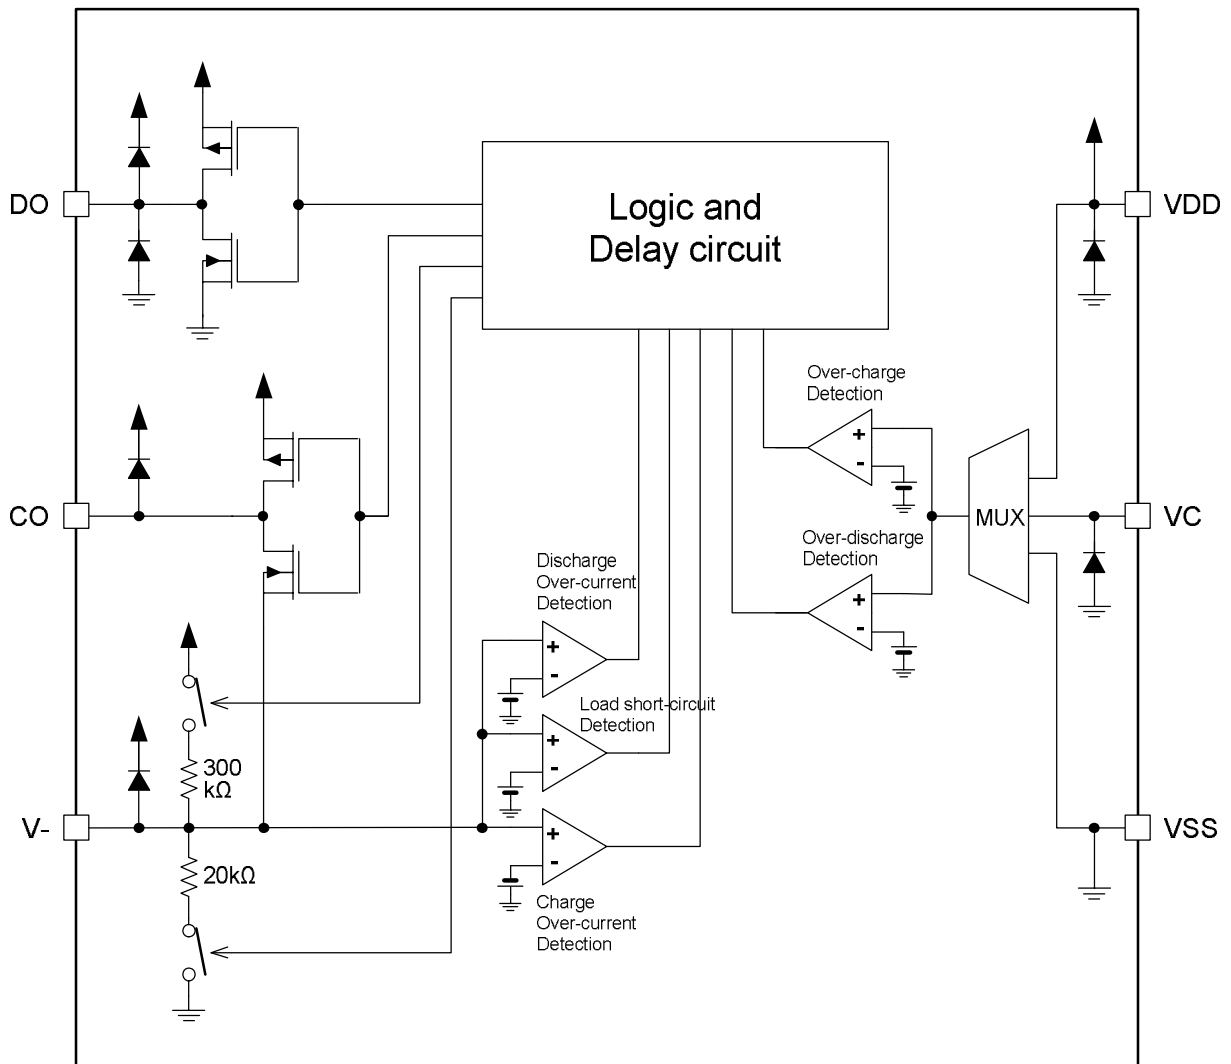 DO
Logic and
Delay circuit
VDD
Over-charge
Detection
+
-
CO
MUX
VC
Over-discharge
Detection
+
-
Discharge
Over-current
Detection
+
-
Load short-circuit
Detection
+
-
300
kΩ
V-
VSS
+
-
20kΩ
Charge
Over-current
Detection